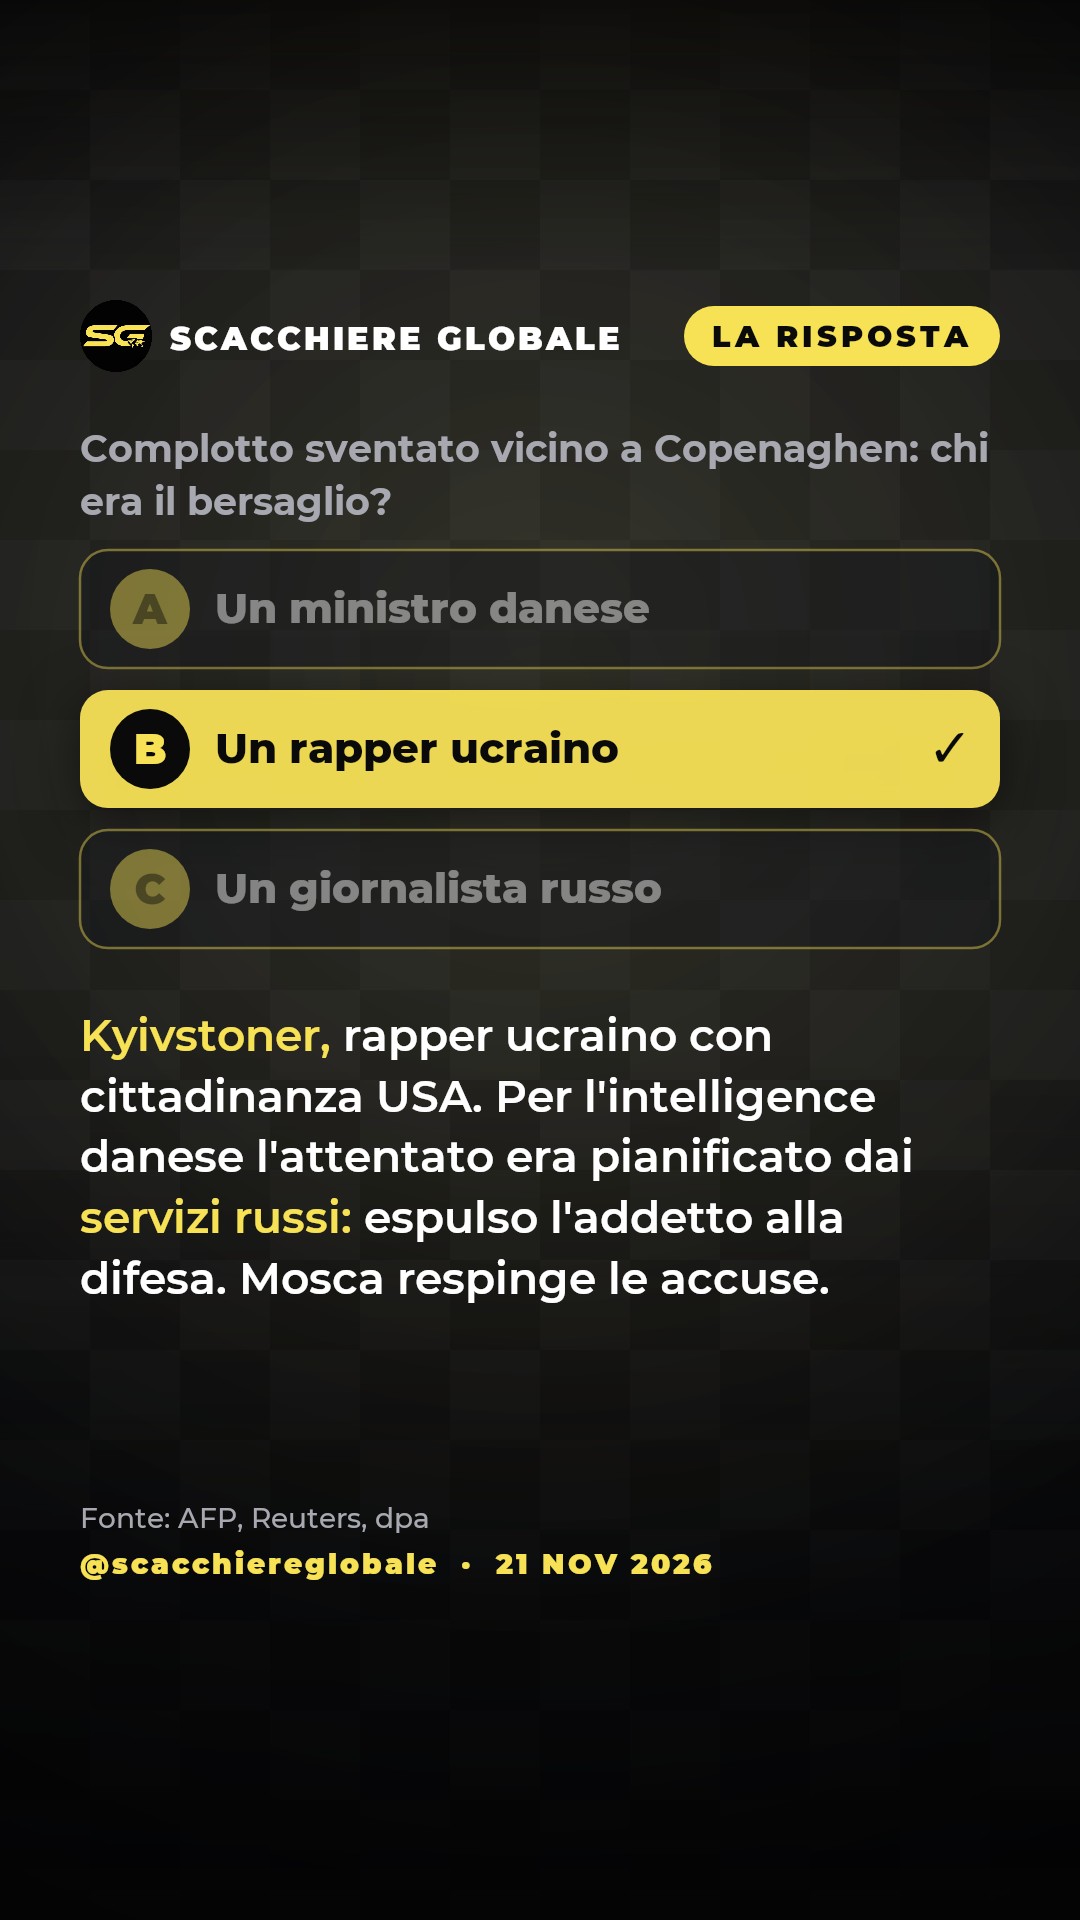 SG SCACCHIERE GLOBALE LA RISPOSTA
Complotto sventato vicino a Copenaghen: chi
era il bersaglio?
A Un ministro danese
B Un rapper ucraino ✓
C Un giornalista russo
Kyivstoner, rapper ucraino con
cittadinanza USA. Per l'intelligence
danese l'attentato era pianificato dai
servizi russi: espulso l'addetto alla
difesa. Mosca respinge le accuse.
Fonte: AFP, Reuters, dpa
@scacchiereglobale • 21 NOV 2026